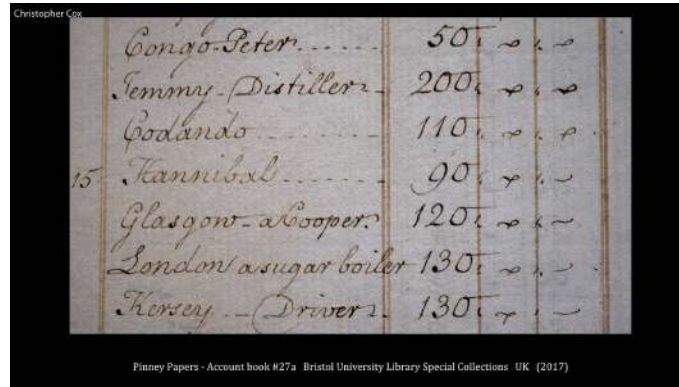 Christopher Cox
Congo-Peter...... 50
Jemmy-Distiller 200
Codando........ 110
15 Hannibal....... 90
Glasgow-a Cooper 120
London a sugar boiler 130
Kersey--Driver 130
Pinney Papers - Account book #27a Bristol University Library Special Collections UK (2017)